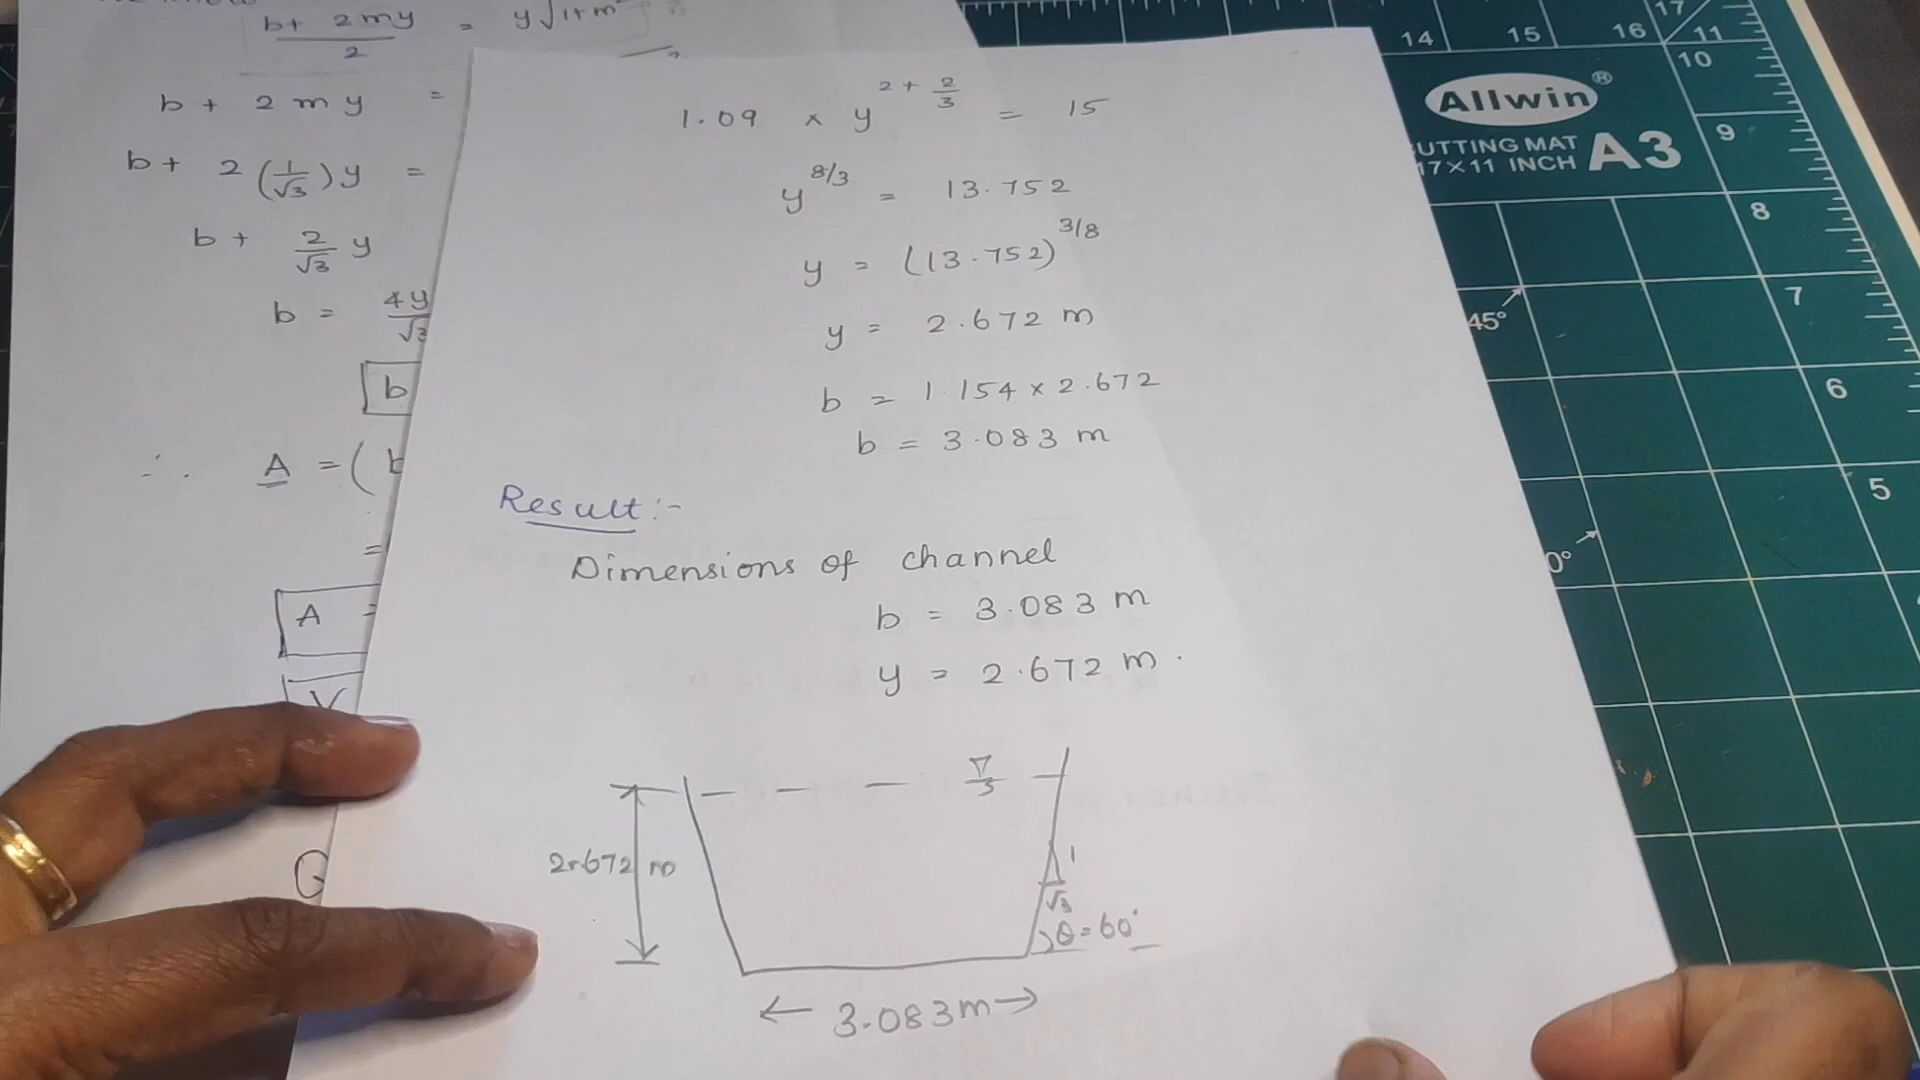 b + 2my = y√1+m
2
b + 2my =
b + 2(1/√3)y =
b + 2/√3 y
b = 4y/√3
b
∴ A = (b
=
A =
V
Q
1.09 × y^2+2/3 = 15
y^8/3 = 13.752
y = (13.752)^3/8
y = 2.672 m
b = 1.154 × 2.672
b = 3.083 m
Result :-
Dimensions of channel
b = 3.083 m
y = 2.672 m.
2.672 m
1
√3
θ = 60°
3.083m
14 15 16 17
11
10
Allwin®
CUTTING MAT A3
17X11 INCH
9
8
7
45°
6
5
0°